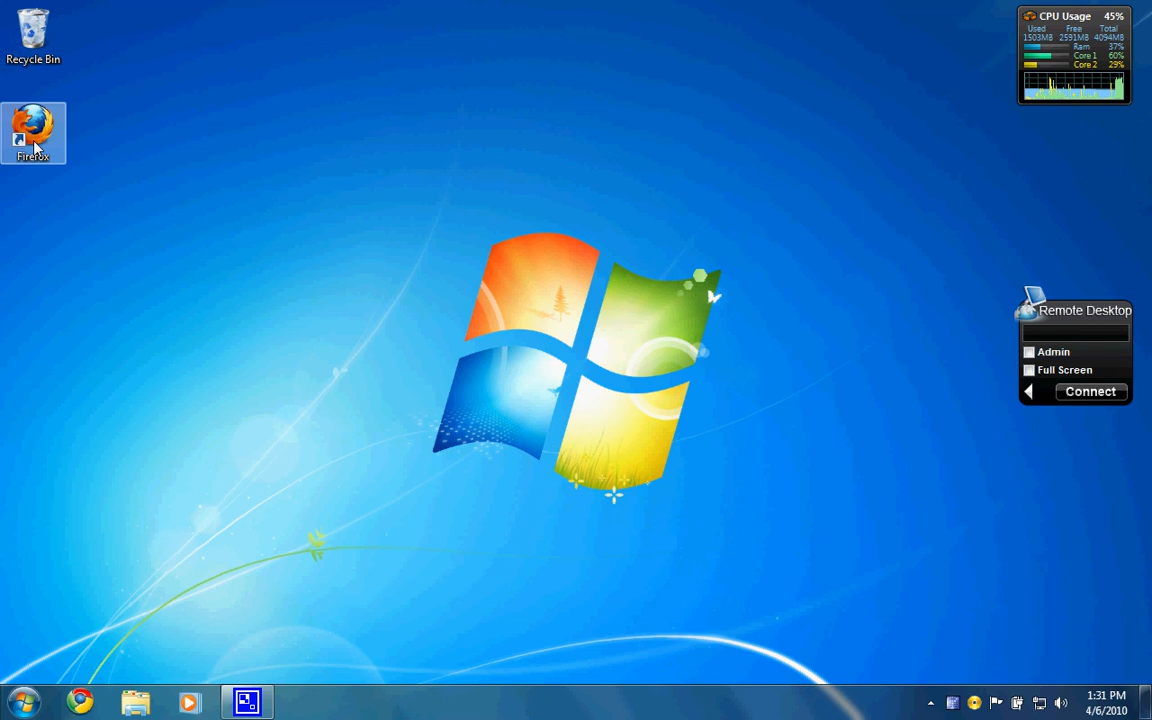 Recycle Bin
Firefox
CPU Usage 45%
Used Free Total
1503MB 2591MB 4094MB
Ram 37%
Core 1 60%
Core 2 29%
Remote Desktop
Admin
Full Screen
Connect
1:31 PM
4/6/2010